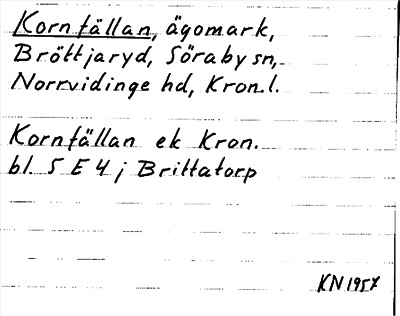 Kornfällan, ägomark,
Bröttjaryd, Söraby sn,
Norrvidinge hd, Kron.l.
Kornfällan ek Kron.
bl. 5 E 4 j Brittatorp
KN 1957